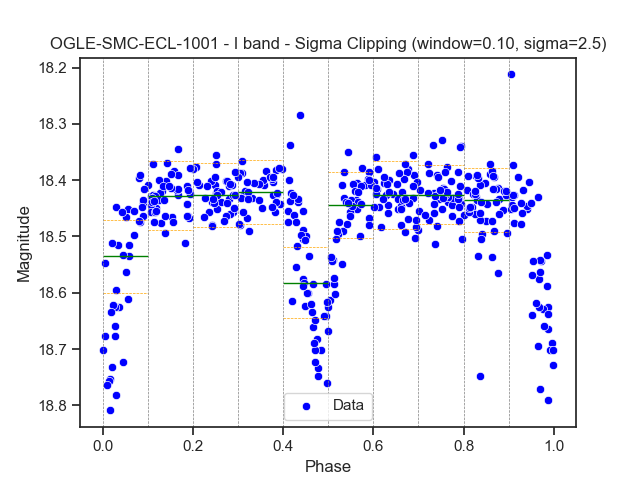 OGLE-SMC-ECL-1001 - I band - Sigma Clipping (window=0.10, sigma=2.5)
18.2
18.3
18.4
18.5
18.6
18.7
18.8
Magnitude
Data
0.0 0.2 0.4 0.6 0.8 1.0
Phase